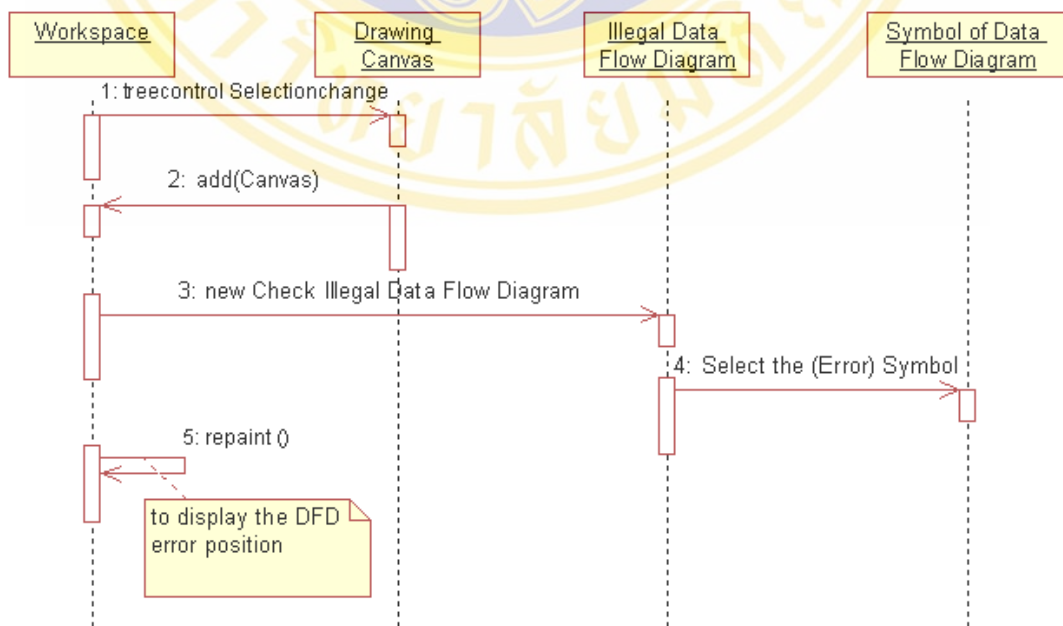 Workspace
Drawing
Canvas
Illegal Data
Flow Diagram
Symbol of Data
Flow Diagram
1: treecontrol Selectionchange
2: add(Canvas)
3: new Check Illegal Data Flow Diagram
4: Select the (Error) Symbol
5: repaint ()
to display the DFD
error position